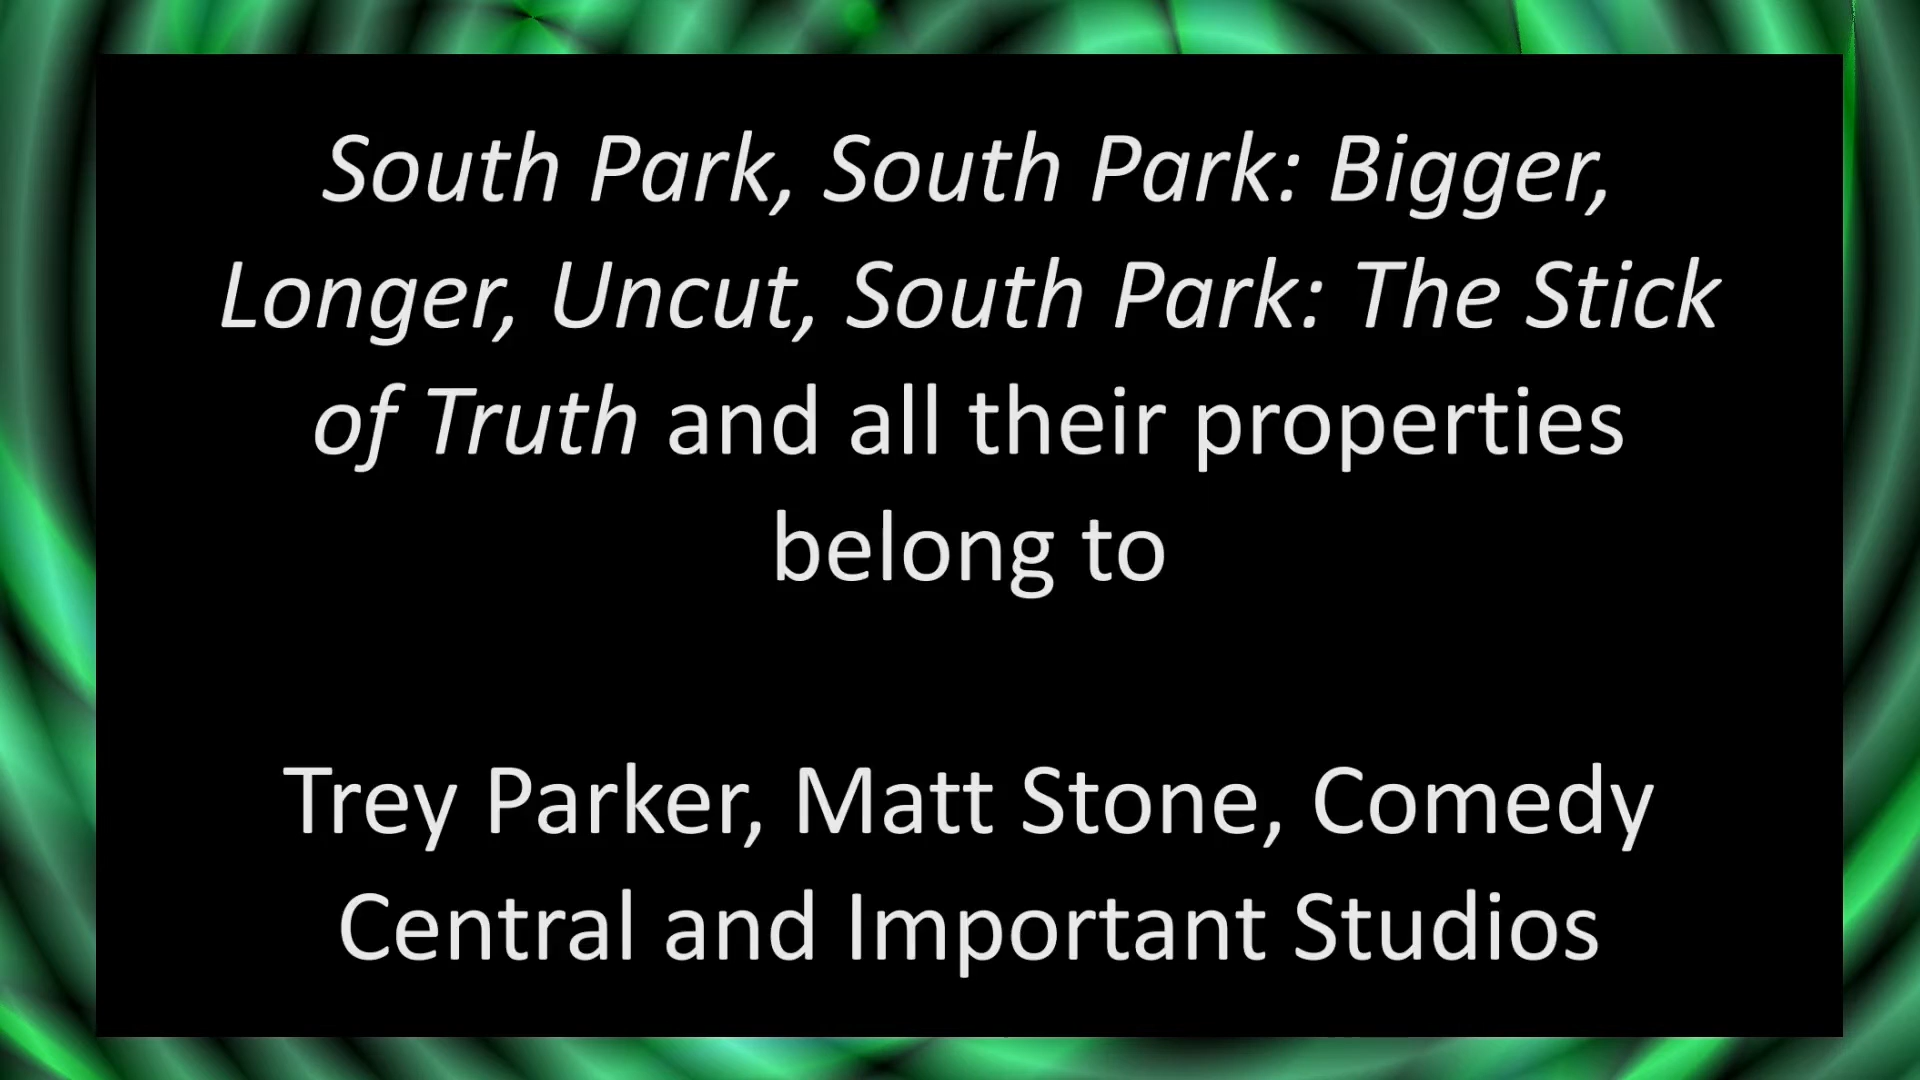 South Park, South Park: Bigger,
Longer, Uncut, South Park: The Stick
of Truth and all their properties
belong to
Trey Parker, Matt Stone, Comedy
Central and Important Studios